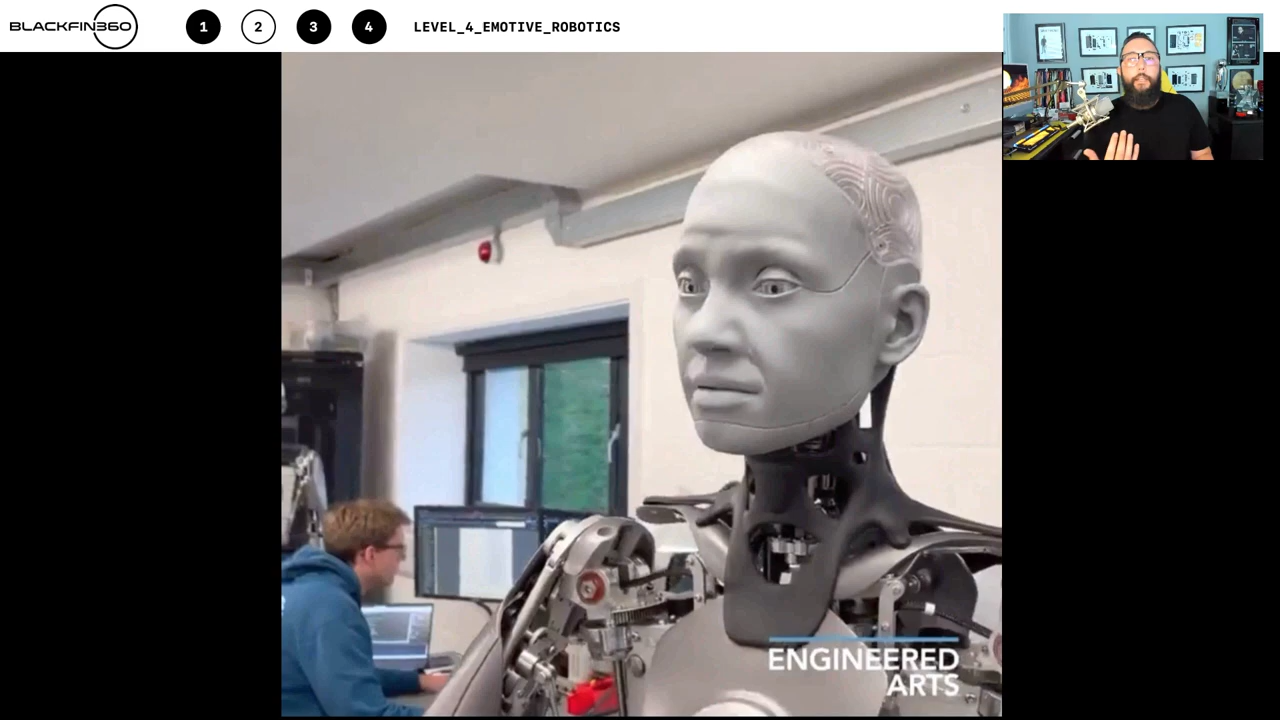 BLACKFIN360
1
2
3
4
LEVEL_4_EMOTIVE_ROBOTICS
ENGINEERED
ARTS